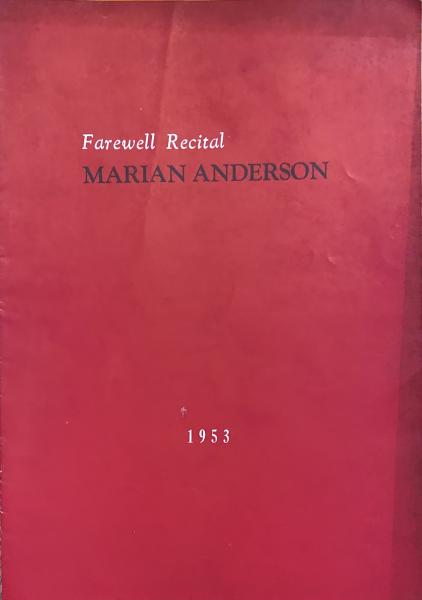 Farewell Recital
MARIAN ANDERSON
1953